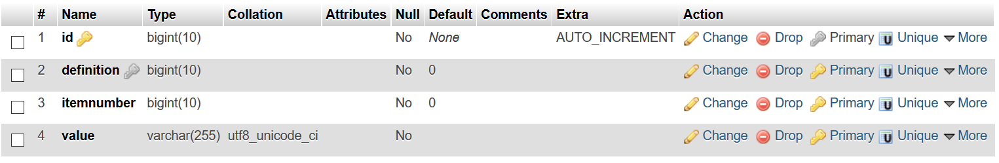 # Name Type Collation Attributes Null Default Comments Extra Action
1 id bigint(10) No None AUTO_INCREMENT Change Drop Primary Unique More
2 definition bigint(10) No 0 Change Drop Primary Unique More
3 itemnumber bigint(10) No 0 Change Drop Primary Unique More
4 value varchar(255) utf8_unicode_ci No Change Drop Primary Unique More